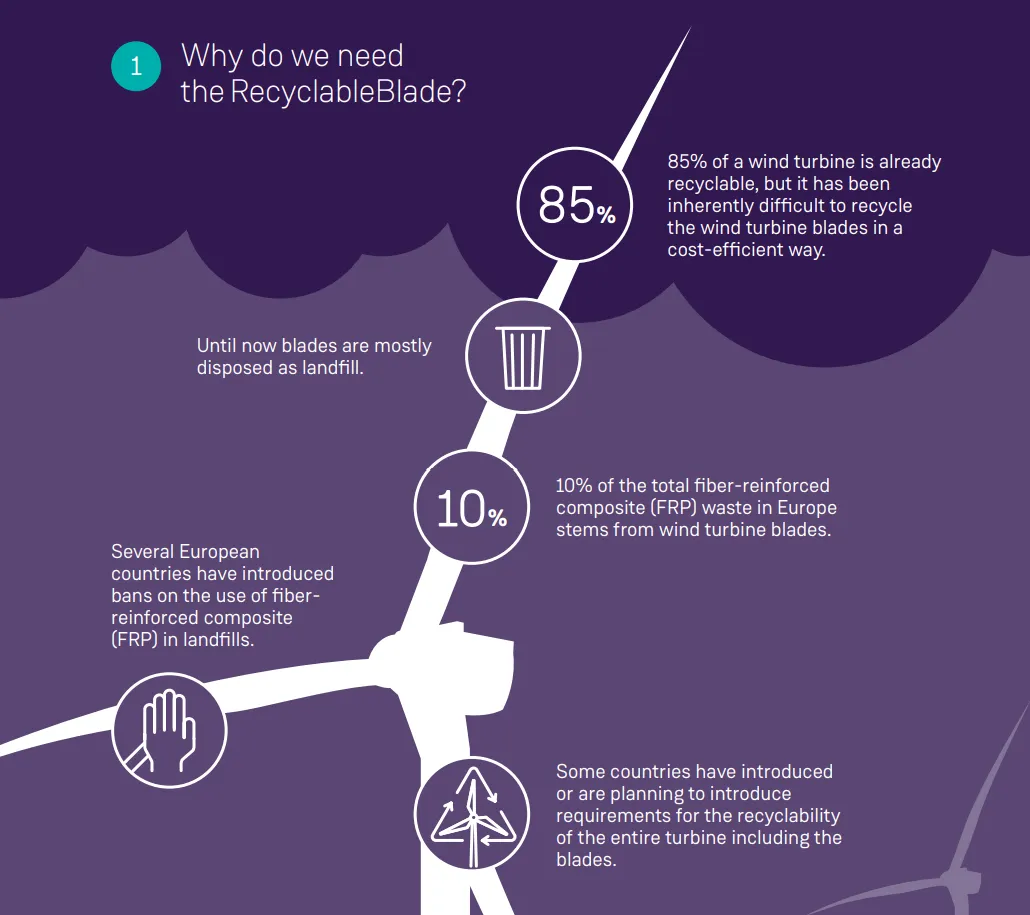 1
Why do we need
the RecyclableBlade?
85%
85% of a wind turbine is already
recyclable, but it has been
inherently difficult to recycle
the wind turbine blades in a
cost-efficient way.
Until now blades are mostly
disposed as landfill.
10%
10% of the total fiber-reinforced
composite (FRP) waste in Europe
stems from wind turbine blades.
Several European
countries have introduced
bans on the use of fiber-
reinforced composite
(FRP) in landfills.
Some countries have introduced
or are planning to introduce
requirements for the recyclability
of the entire turbine including the
blades.